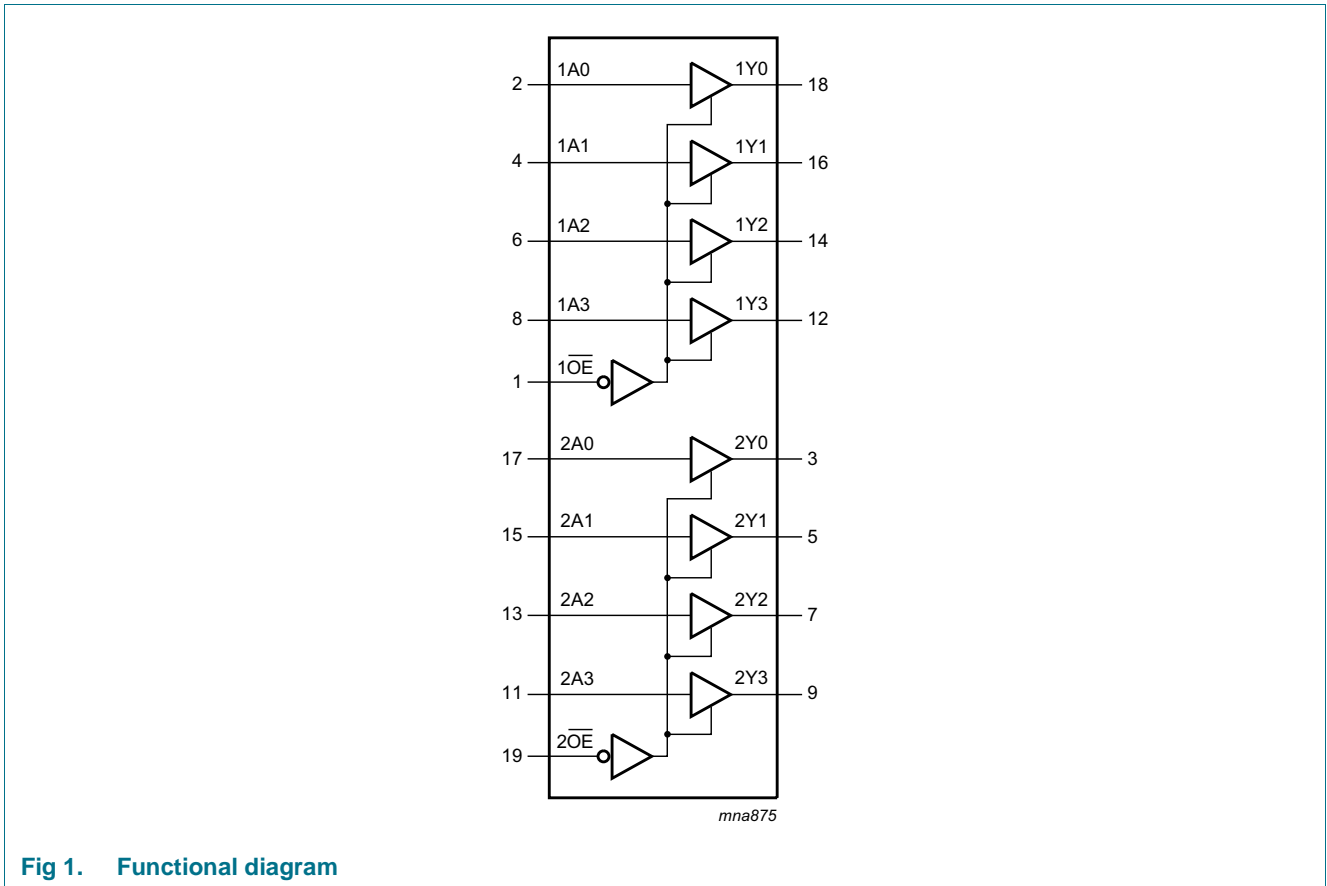 2 1A0 1Y0 18
4 1A1 1Y1 16
6 1A2 1Y2 14
8 1A3 1Y3 12
1 1O̅E̅
17 2A0 2Y0 3
15 2A1 2Y1 5
13 2A2 2Y2 7
11 2A3 2Y3 9
19 2O̅E̅
mna875
Fig 1. Functional diagram